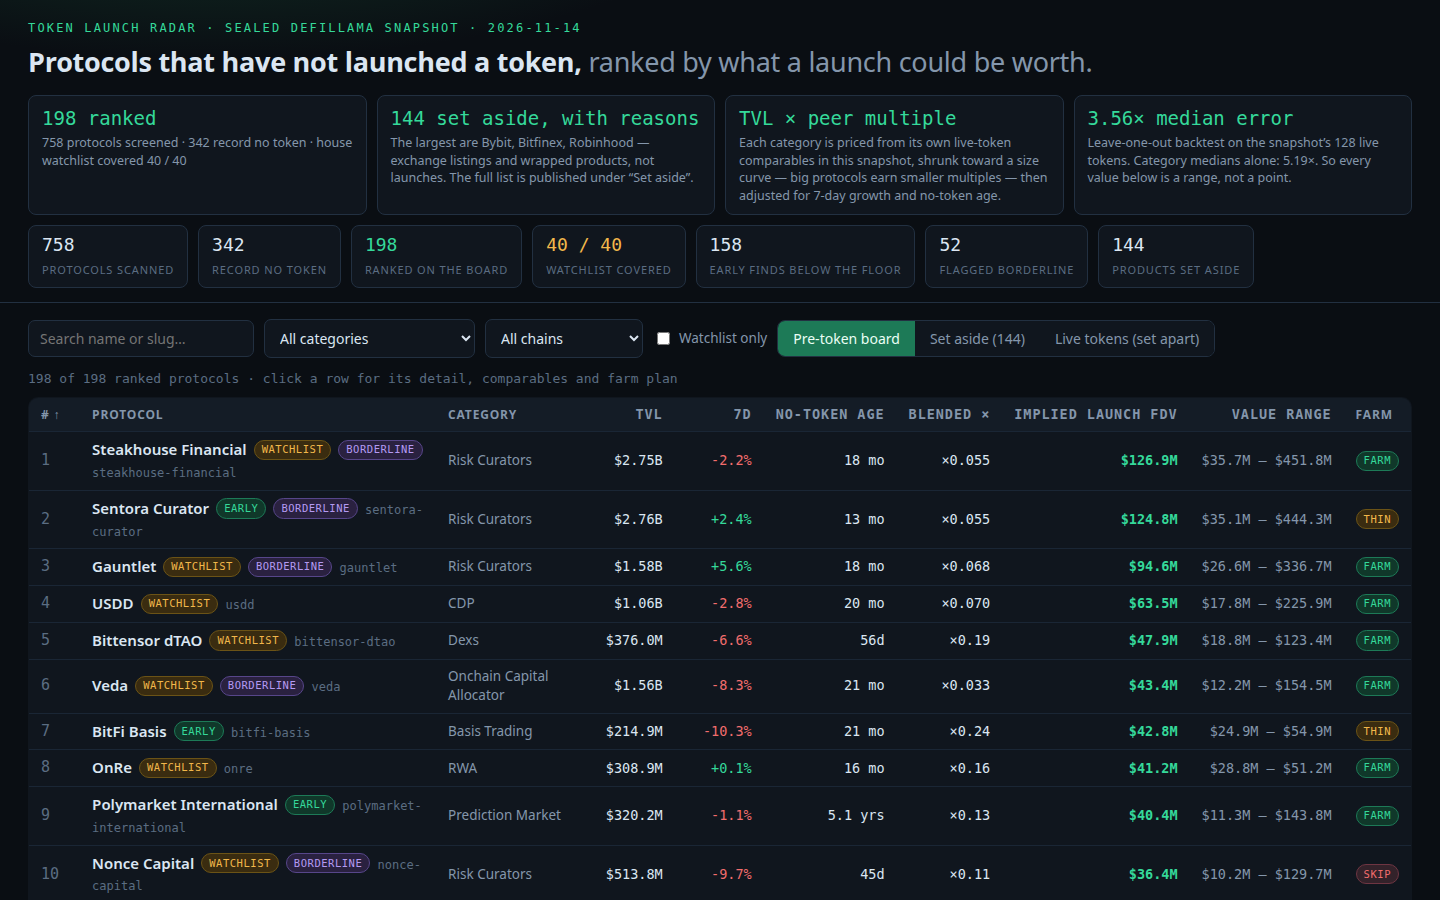 TOKEN LAUNCH RADAR · SEALED DEFILLAMA SNAPSHOT · 2026-11-14
Protocols that have not launched a token, ranked by what a launch could be worth.
198 ranked
758 protocols screened · 342 record no token · house
watchlist covered 40 / 40
144 set aside, with reasons
The largest are Bybit, Bitfinex, Robinhood —
exchange listings and wrapped products, not
launches. The full list is published under “Set aside”.
TVL × peer multiple
Each category is priced from its own live-token
comparables in this snapshot, shrunk toward a size
curve — big protocols earn smaller multiples — then
adjusted for 7-day growth and no-token age.
3.56× median error
Leave-one-out backtest on the snapshot’s 128 live
tokens. Category medians alone: 5.19×. So every
value below is a range, not a point.
758
PROTOCOLS SCANNED
342
RECORD NO TOKEN
198
RANKED ON THE BOARD
40 / 40
WATCHLIST COVERED
158
EARLY FINDS BELOW THE FLOOR
52
FLAGGED BORDERLINE
144
PRODUCTS SET ASIDE
Search name or slug...
All categories
All chains
Watchlist only
Pre-token board
Set aside (144)
Live tokens (set apart)
198 of 198 ranked protocols · click a row for its detail, comparables and farm plan
# ↑ PROTOCOL CATEGORY TVL 7D NO-TOKEN AGE BLENDED × IMPLIED LAUNCH FDV VALUE RANGE FARM
1 Steakhouse Financial WATCHLIST BORDERLINE Risk Curators $2.75B -2.2% 18 mo ×0.055 $126.9M $35.7M – $451.8M FARM
steakhouse-financial
2 Sentora Curator EARLY BORDERLINE sentora- Risk Curators $2.76B +2.4% 13 mo ×0.055 $124.8M $35.1M – $444.3M THIN
curator
3 Gauntlet WATCHLIST BORDERLINE gauntlet Risk Curators $1.58B +5.6% 18 mo ×0.068 $94.6M $26.6M – $336.7M FARM
4 USDD WATCHLIST usdd CDP $1.06B -2.8% 20 mo ×0.070 $63.5M $17.8M – $225.9M FARM
5 Bittensor dTAO WATCHLIST bittensor-dtao Dexs $376.0M -6.6% 56d ×0.19 $47.9M $18.8M – $123.4M FARM
6 Veda WATCHLIST BORDERLINE veda Onchain Capital $1.56B -8.3% 21 mo ×0.033 $43.4M $12.2M – $154.5M FARM
Allocator
7 BitFi Basis EARLY bitfi-basis Basis Trading $214.9M -10.3% 21 mo ×0.24 $42.8M $24.9M – $54.9M THIN
8 OnRe WATCHLIST onre RWA $308.9M +0.1% 16 mo ×0.16 $41.2M $28.8M – $51.2M FARM
9 Polymarket International EARLY polymarket- Prediction Market $320.2M -1.1% 5.1 yrs ×0.13 $40.4M $11.3M – $143.8M FARM
international
10 Nonce Capital WATCHLIST BORDERLINE nonce- Risk Curators $513.8M -9.7% 45d ×0.11 $36.4M $10.2M – $129.7M SKIP
capital